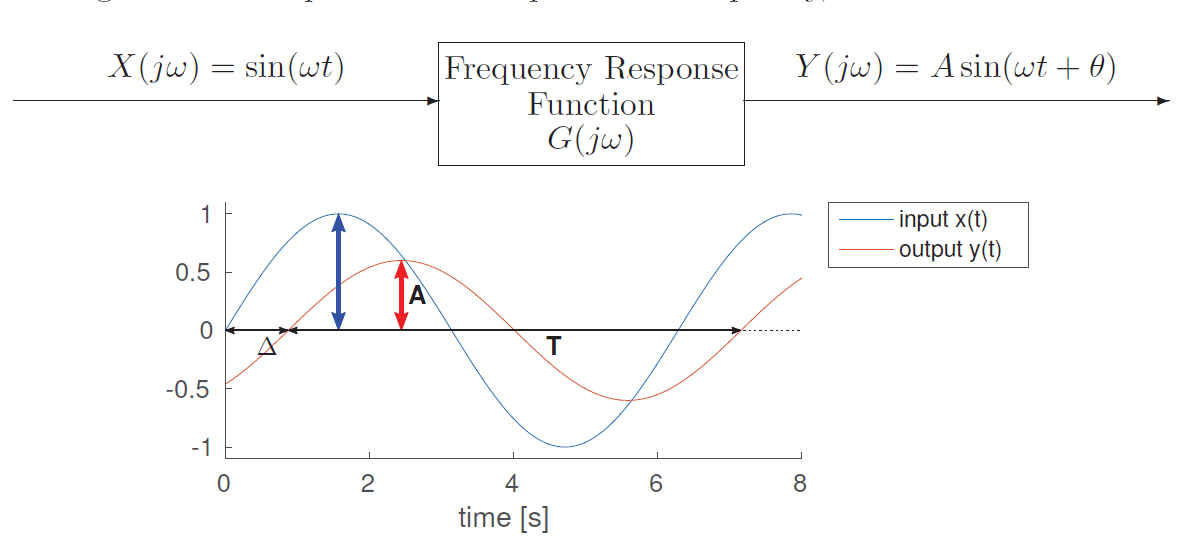 X(jω) = sin(ωt)
Frequency Response
Function
G(jω)
Y(jω) = A sin(ωt + θ)
1
0.5
0
-0.5
-1
A
Δ
T
0 2 4 6 8
time [s]
input x(t)
output y(t)